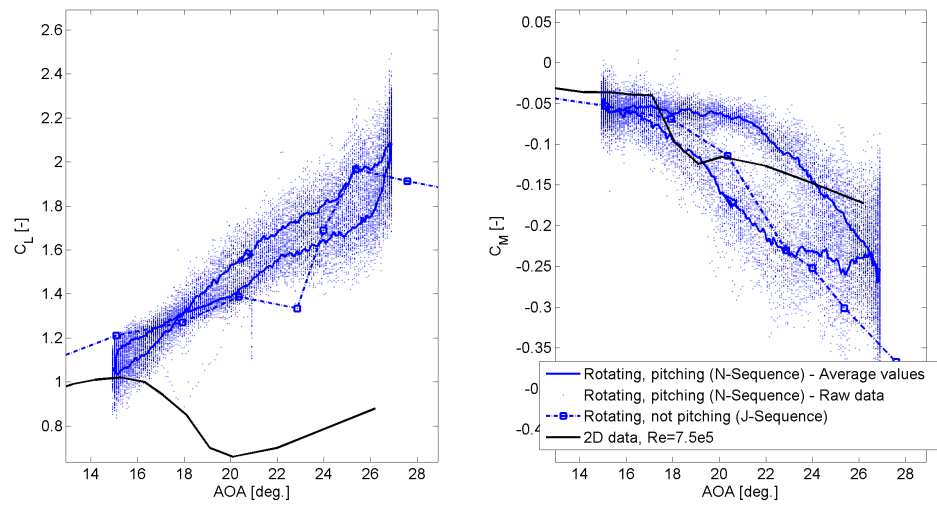 2.6
2.4
2.2
2
1.8
1.6
1.4
1.2
1
0.8
C_L [-]
14 16 18 20 22 24 26 28
AOA [deg.]
0.05
0
-0.05
-0.1
-0.15
-0.2
-0.25
-0.3
-0.35
-0
-0.4
C_M [-]
Rotating, pitching (N-Sequence) - Average values
Rotating, pitching (N-Sequence) - Raw data
Rotating, not pitching (J-Sequence)
2D data, Re=7.5e5
14 16 18 20 22 24 26 28
AOA [deg.]